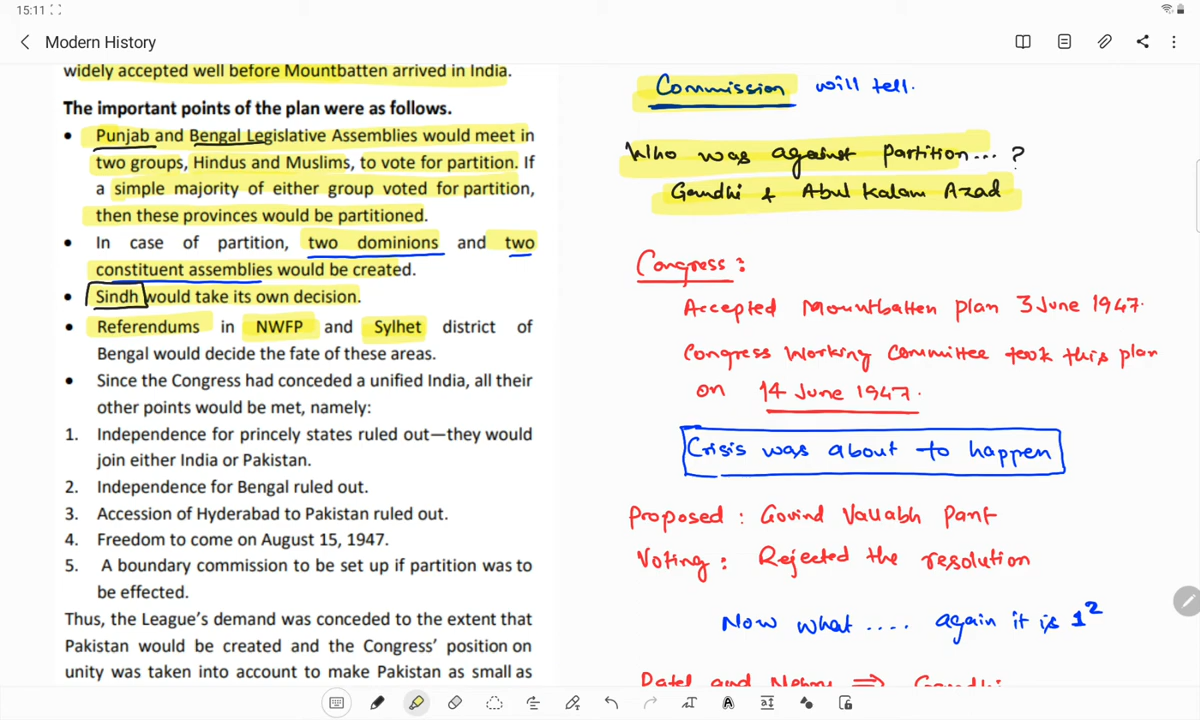 15:11
Modern History
widely accepted well before Mountbatten arrived in India.
The important points of the plan were as follows.
• Punjab and Bengal Legislative Assemblies would meet in
two groups, Hindus and Muslims, to vote for partition. If
a simple majority of either group voted for partition,
then these provinces would be partitioned.
• In case of partition, two dominions and two
constituent assemblies would be created.
• Sindh would take its own decision.
• Referendums in NWFP and Sylhet district of
Bengal would decide the fate of these areas.
• Since the Congress had conceded a unified India, all their
other points would be met, namely:
1. Independence for princely states ruled out—they would
join either India or Pakistan.
2. Independence for Bengal ruled out.
3. Accession of Hyderabad to Pakistan ruled out.
4. Freedom to come on August 15, 1947.
5. A boundary commission to be set up if partition was to
be effected.
Thus, the League's demand was conceded to the extent that
Pakistan would be created and the Congress' position on
unity was taken into account to make Pakistan as small as
Commission will tell.
Who was against partition... ?
Gandhi & Abul Kalam Azad
Congress :
Accepted Mountbatten plan 3 June 1947.
Congress Working Committee took this plan
on 14 June 1947.
Crisis was about to happen
Proposed : Govind Vallabh Pant
Voting : Rejected the resolution
Now what .... again it is 1²
Patel and Nehru ⇒ Gandhi